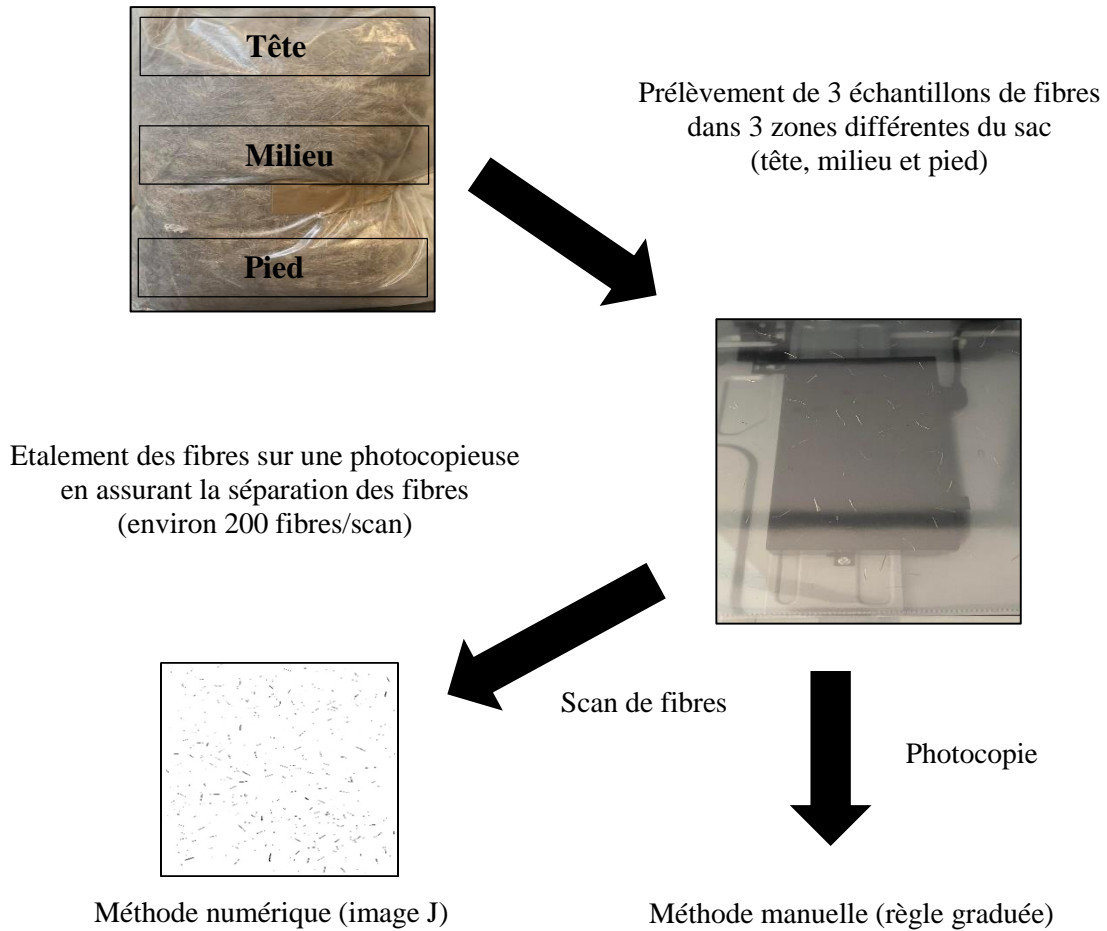 Tête
Milieu
Pied
Prélèvement de 3 échantillons de fibres
dans 3 zones différentes du sac
(tête, milieu et pied)
Etalement des fibres sur une photocopieuse
en assurant la séparation des fibres
(environ 200 fibres/scan)
Scan de fibres
Photocopie
Méthode numérique (image J)
Méthode manuelle (règle graduée)